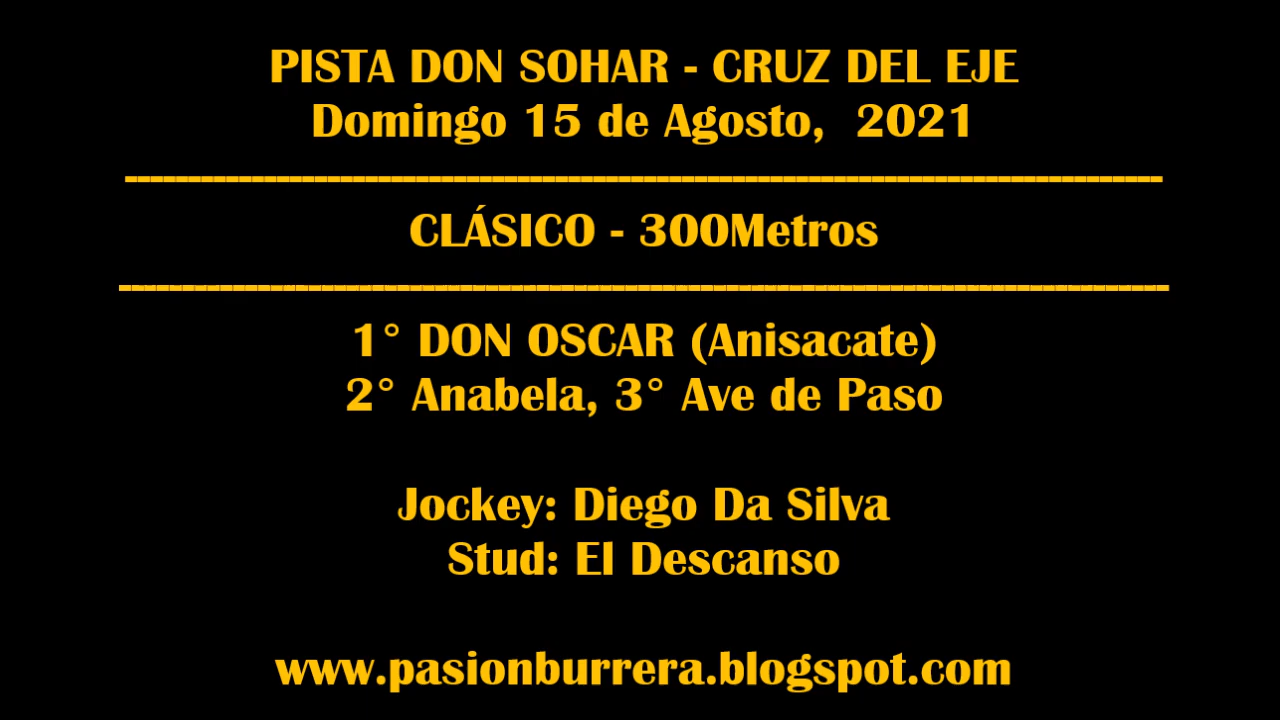 PISTA DON SOHAR - CRUZ DEL EJE
Domingo 15 de Agosto,  2021
--------------------------------------------------------------------------------
CLÁSICO - 300Metros
---------------------------------------------------------------------------------
1° DON OSCAR (Anisacate)
2° Anabela, 3° Ave de Paso
Jockey: Diego Da Silva
Stud: El Descanso
www.pasionburrera.blogspot.com